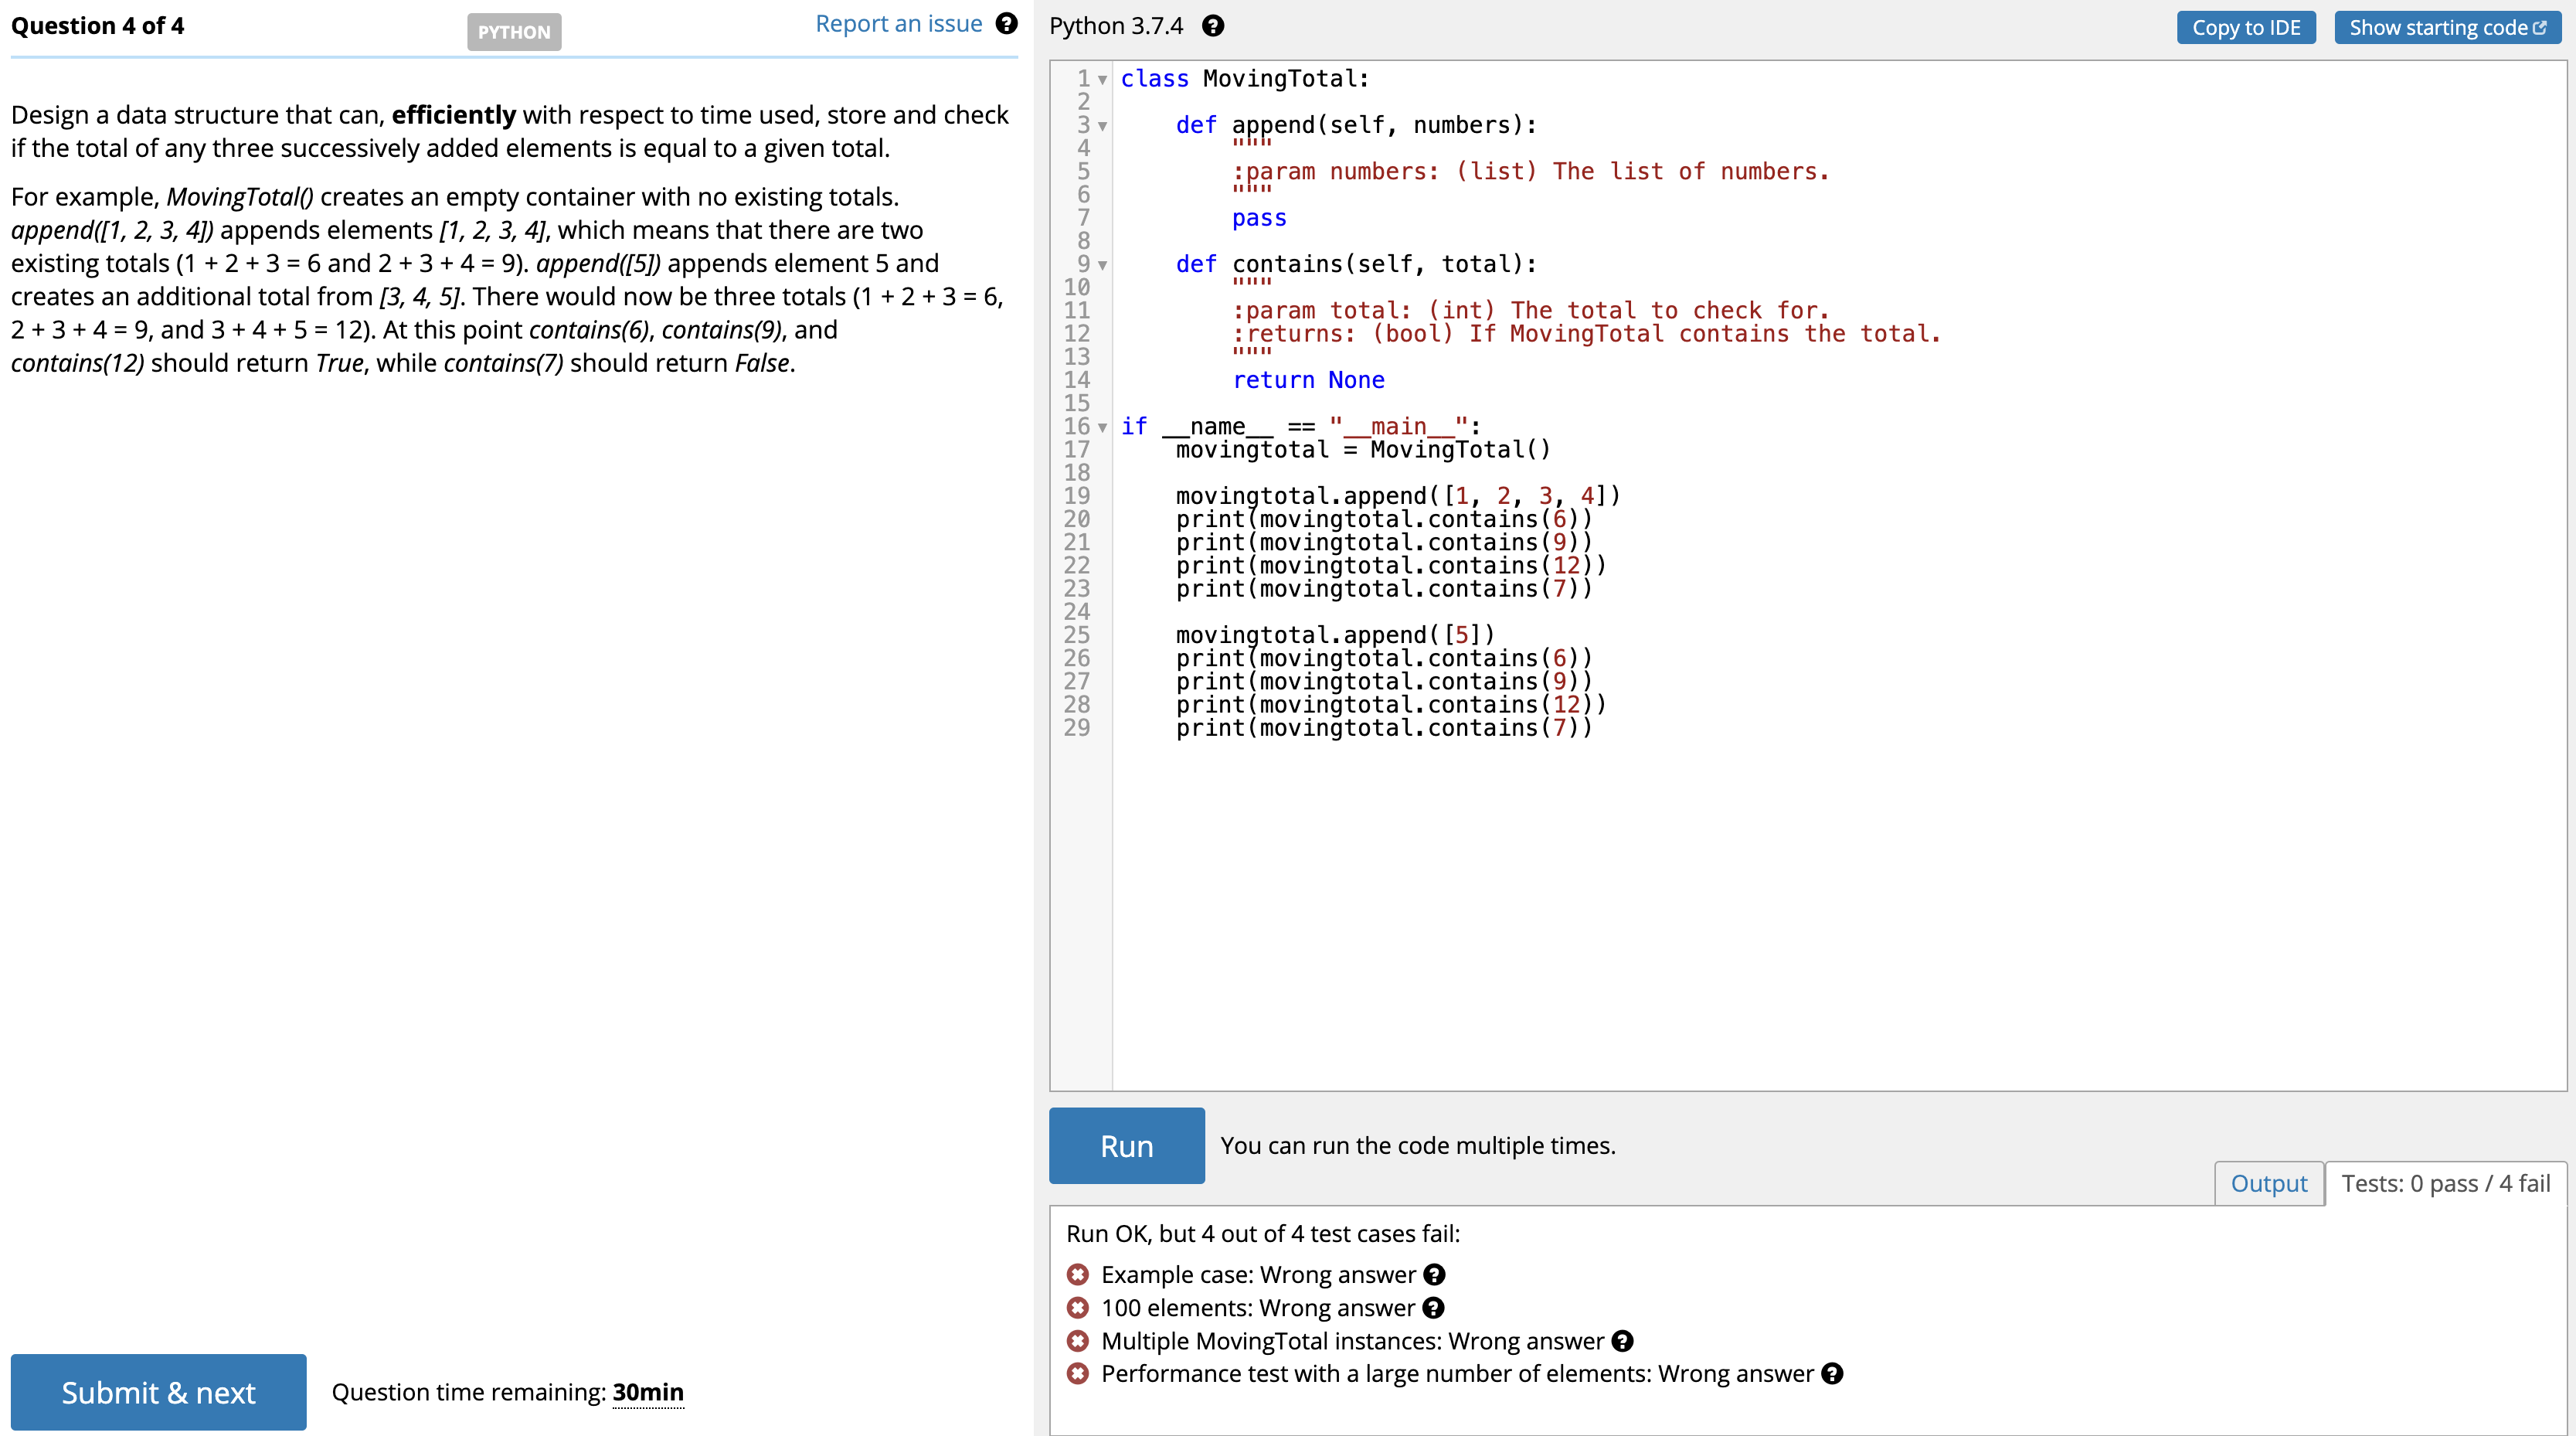 Question 4 of 4
PYTHON
Report an issue ?
Design a data structure that can, efficiently with respect to time used, store and check
if the total of any three successively added elements is equal to a given total.
For example, MovingTotal() creates an empty container with no existing totals.
append([1, 2, 3, 4]) appends elements [1, 2, 3, 4], which means that there are two
existing totals (1 + 2 + 3 = 6 and 2 + 3 + 4 = 9). append([5]) appends element 5 and
creates an additional total from [3, 4, 5]. There would now be three totals (1 + 2 + 3 = 6,
2 + 3 + 4 = 9, and 3 + 4 + 5 = 12). At this point contains(6), contains(9), and
contains(12) should return True, while contains(7) should return False.
Submit & next
Question time remaining: 30min
Python 3.7.4 ?
Copy to IDE
Show starting code
1 class MovingTotal:
2
3     def append(self, numbers):
4         """
5         :param numbers: (list) The list of numbers.
6         """
7         pass
8
9     def contains(self, total):
10         """
11         :param total: (int) The total to check for.
12         :returns: (bool) If MovingTotal contains the total.
13         """
14         return None
15
16 if __name__ == "__main__":
17     movingtotal = MovingTotal()
18
19     movingtotal.append([1, 2, 3, 4])
20     print(movingtotal.contains(6))
21     print(movingtotal.contains(9))
22     print(movingtotal.contains(12))
23     print(movingtotal.contains(7))
24
25     movingtotal.append([5])
26     print(movingtotal.contains(6))
27     print(movingtotal.contains(9))
28     print(movingtotal.contains(12))
29     print(movingtotal.contains(7))
Run
You can run the code multiple times.
Output
Tests: 0 pass / 4 fail
Run OK, but 4 out of 4 test cases fail:
Example case: Wrong answer ?
100 elements: Wrong answer ?
Multiple MovingTotal instances: Wrong answer ?
Performance test with a large number of elements: Wrong answer ?